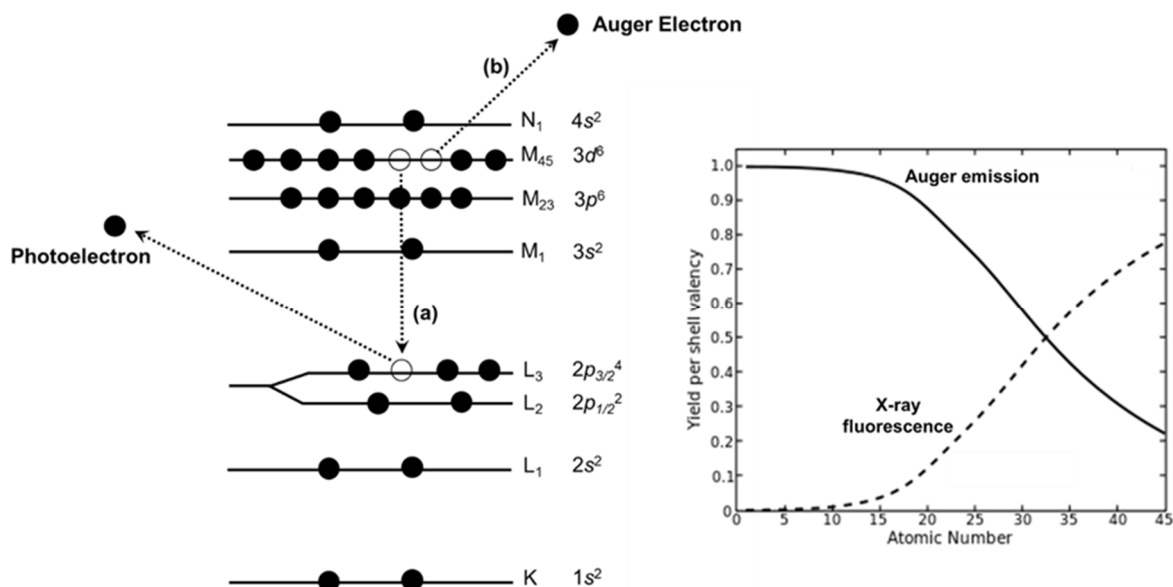 Auger Electron
(b)
N₁ 4s²
M₄₅ 3d⁶
M₂₃ 3p⁶
Photoelectron
M₁ 3s²
(a)
L₃ 2p₃/₂⁴
L₂ 2p₁/₂²
L₁ 2s²
K 1s²
Yield per shell valency
1.0
0.9
0.8
0.7
0.6
0.5
0.4
0.3
0.2
0.1
0
Auger emission
X-ray
fluorescence
0 5 10 15 20 25 30 35 40 45
Atomic Number